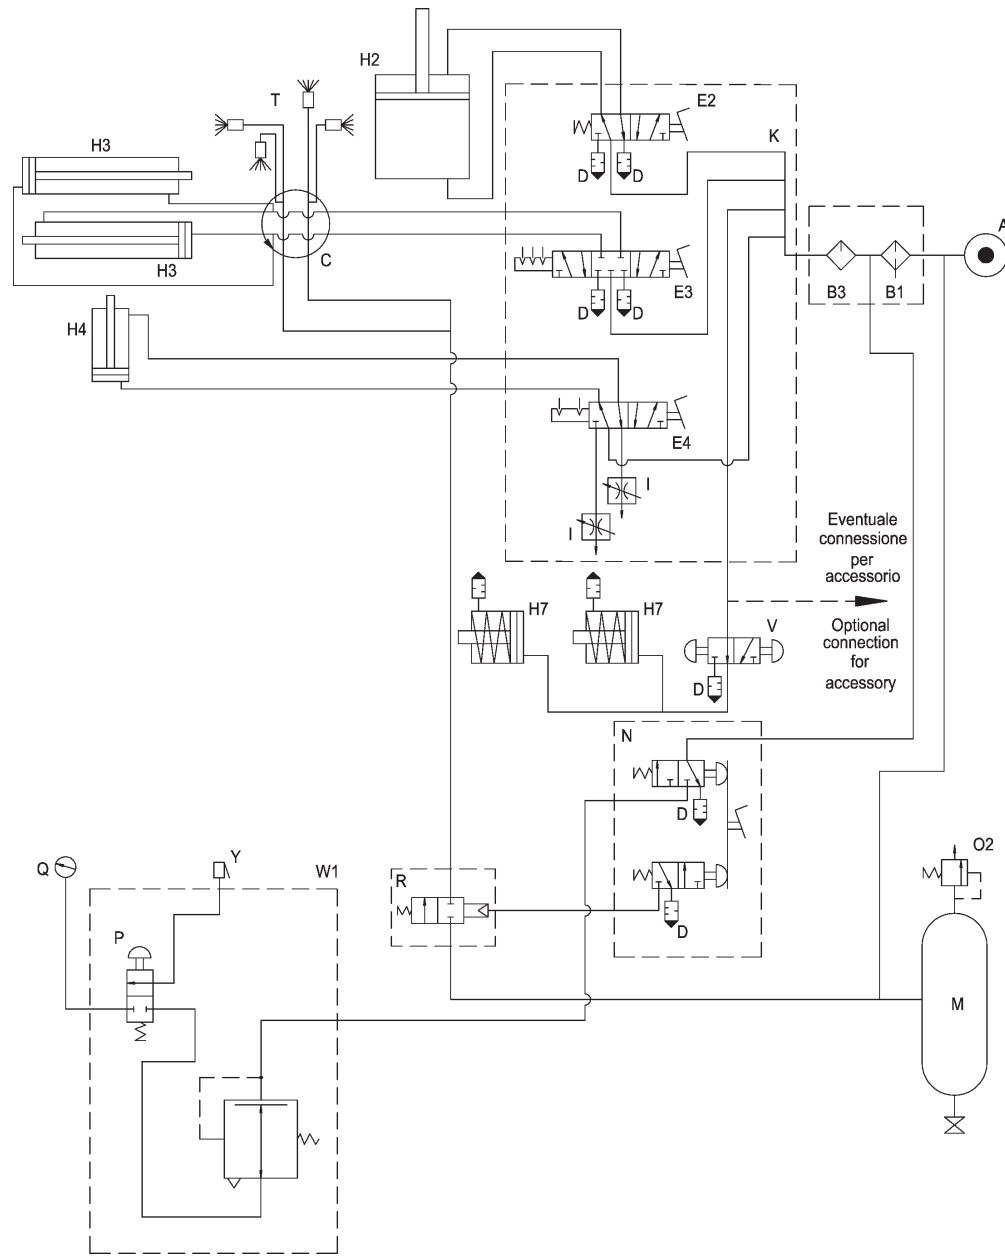 H2
T
E2
K
H3
D
D
A
H3
C
E3
B3
B1
D
D
H4
E4
I
I
Eventuale
connessione
per
accessorio
H7
H7
V
Optional
connection
for
accessory
D
N
D
O2
Q
Y
W1
R
P
D
M